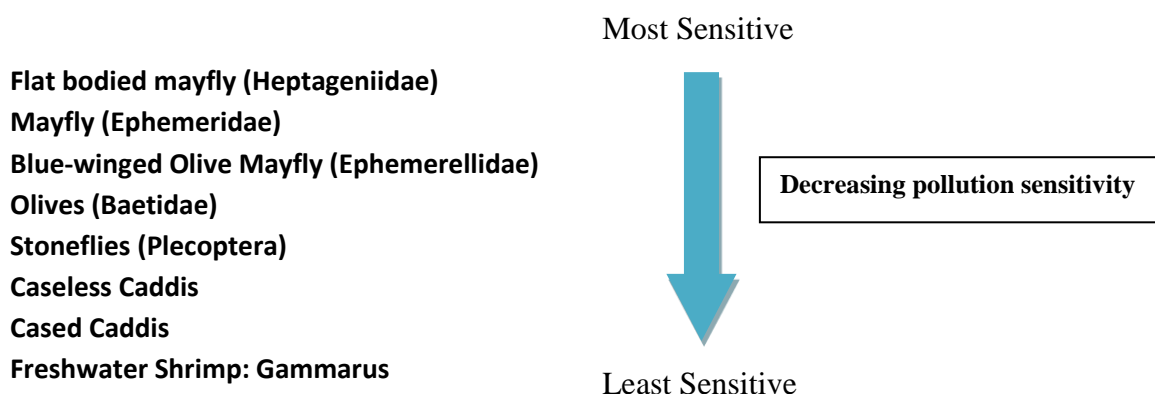 Most Sensitive
Flat bodied mayfly (Heptageniidae)
Mayfly (Ephemeridae)
Blue-winged Olive Mayfly (Ephemerellidae)
Olives (Baetidae)
Stoneflies (Plecoptera)
Caseless Caddis
Cased Caddis
Freshwater Shrimp: Gammarus
Decreasing pollution sensitivity
Least Sensitive